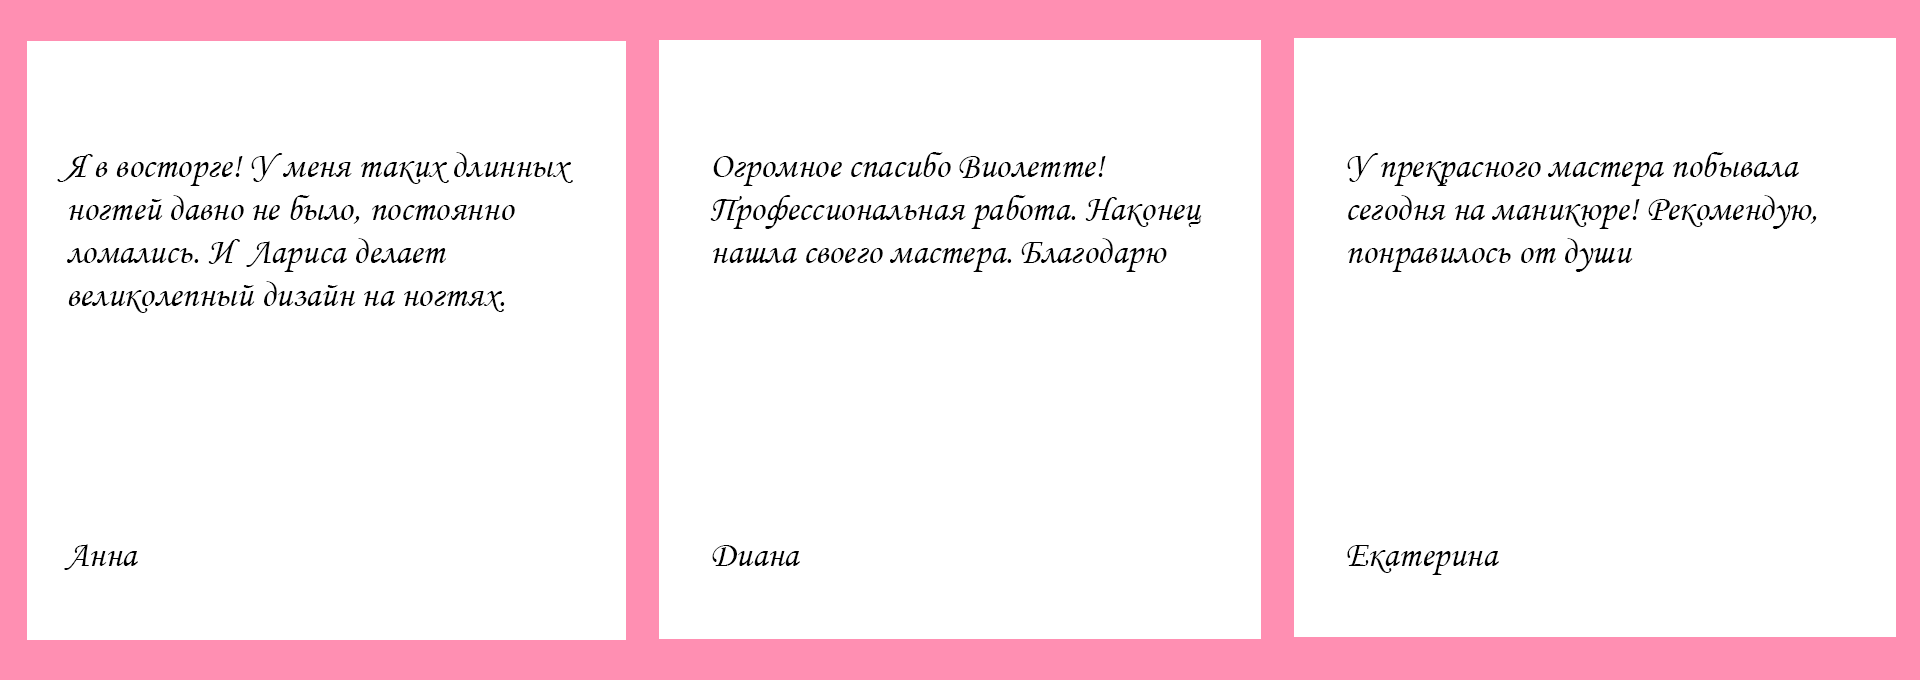 Я в восторге! У меня таких длинных
ногтей давно не было, постоянно
ломались. И Лариса делает
великолепный дизайн на ногтях.
Анна
Огромное спасибо Виолетте!
Профессиональная работа. Наконец
нашла своего мастера. Благодарю
Диана
У прекрасного мастера побывала
сегодня на маникюре! Рекомендую,
понравилось от души
Екатерина